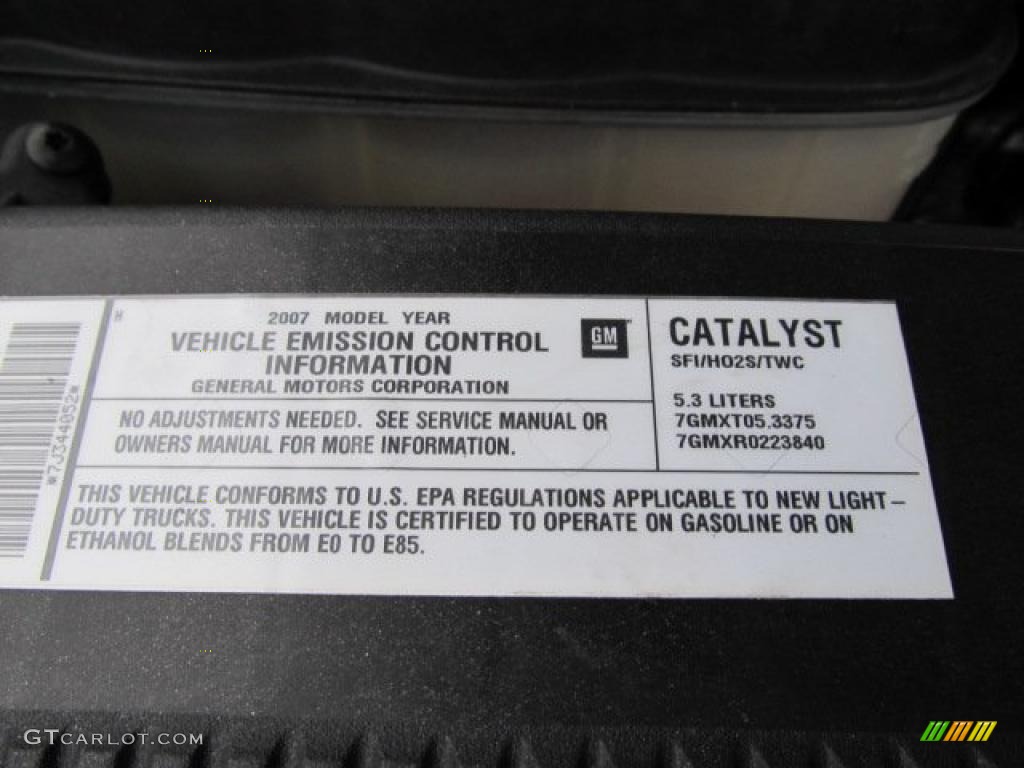 *7J344052*
H
2007 MODEL YEAR
VEHICLE EMISSION CONTROL
INFORMATION
GENERAL MOTORS CORPORATION
GM
NO ADJUSTMENTS NEEDED. SEE SERVICE MANUAL OR
OWNERS MANUAL FOR MORE INFORMATION.
CATALYST
SFI/HO2S/TWC
5.3 LITERS
7GMXT05.3375
7GMXR0223840
THIS VEHICLE CONFORMS TO U.S. EPA REGULATIONS APPLICABLE TO NEW LIGHT-
DUTY TRUCKS. THIS VEHICLE IS CERTIFIED TO OPERATE ON GASOLINE OR ON
ETHANOL BLENDS FROM E0 TO E85.
GTCARLOT.COM